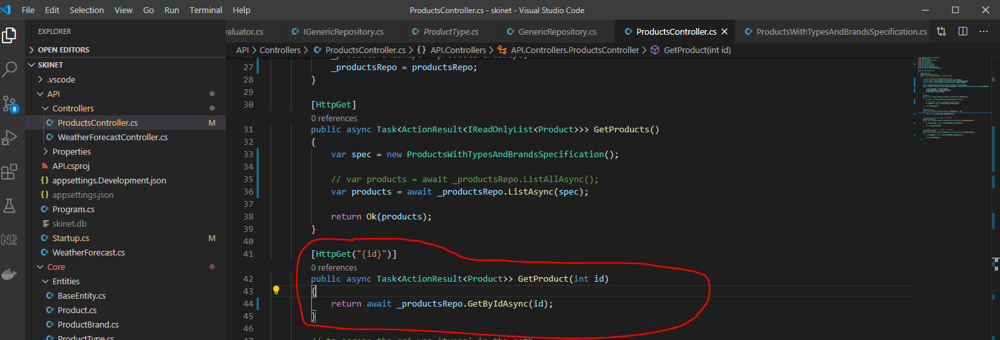 File Edit Selection View Go Run Terminal Help ProductsController.cs - skinet - Visual Studio Code
EXPLORER
OPEN EDITORS
SKINET
.vscode
API
Controllers
ProductsController.cs M
WeatherForecastController.cs
Properties
API.csproj
appsettings.Development.json
appsettings.json
Program.cs
skinet.db
Startup.cs M
WeatherForecast.cs
Core
Entities
BaseEntity.cs
Product.cs
ProductBrand.cs
ProductType.cs
8
valuator.cs IGenericRepository.cs ProductType.cs GenericRepository.cs ProductsController.cs ProductsWithTypesAndBrandsSpecification.cs
API > Controllers > ProductsController.cs > {} API.Controllers > API.Controllers.ProductsController > GetProduct(int id)
27 _productsRepo = productsRepo;
28 }
29
30 [HttpGet]
0 references
31 public async Task<ActionResult<IReadOnlyList<Product>>> GetProducts()
32 {
33 var spec = new ProductsWithTypesAndBrandsSpecification();
34
35 // var products = await _productsRepo.ListAllAsync();
36 var products = await _productsRepo.ListAsync(spec);
37
38 return Ok(products);
39 }
40
41 [HttpGet("{id}")]
0 references
42 public async Task<ActionResult<Product>> GetProduct(int id)
43 {
44 return await _productsRepo.GetByIdAsync(id);
45 }
46